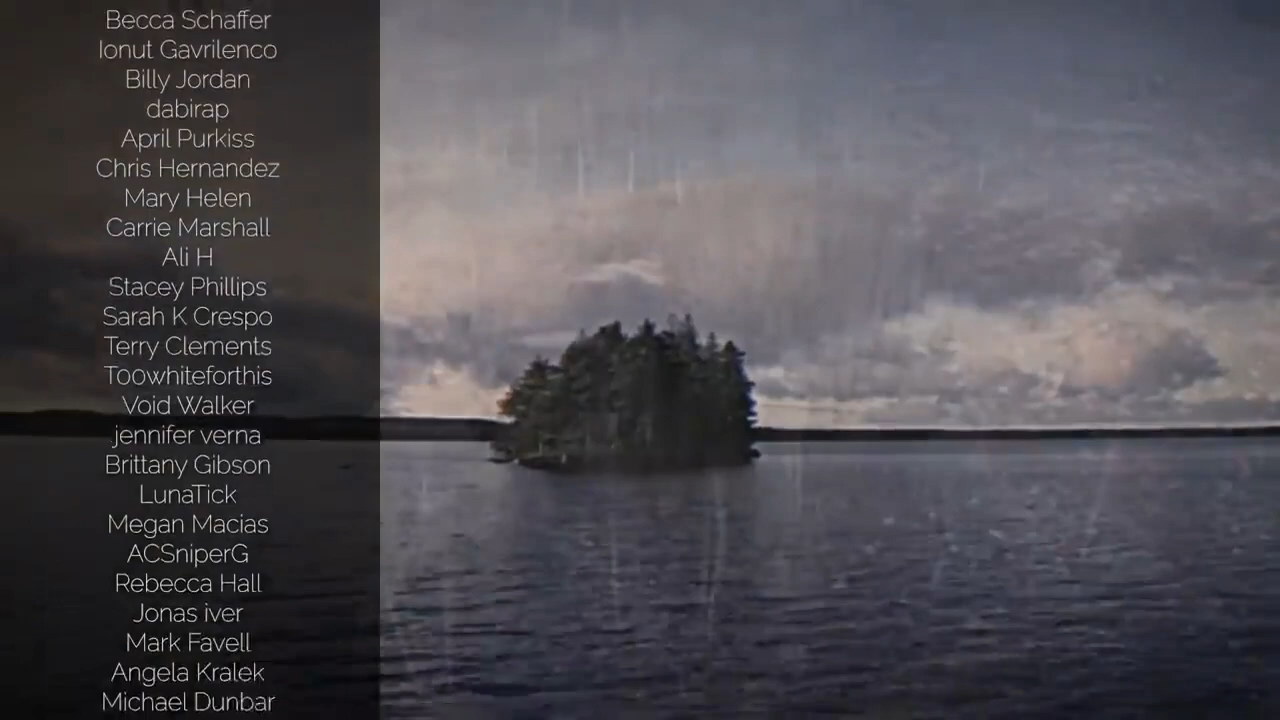 Becca Schaffer
Ionut Gavrilenco
Billy Jordan
dabirap
April Purkiss
Chris Hernandez
Mary Helen
Carrie Marshall
Ali H
Stacey Phillips
Sarah K Crespo
Terry Clements
T00whiteforthis
Void Walker
jennifer verna
Brittany Gibson
LunaTick
Megan Macias
ACSniperG
Rebecca Hall
Jonas iver
Mark Favell
Angela Kralek
Michael Dunbar